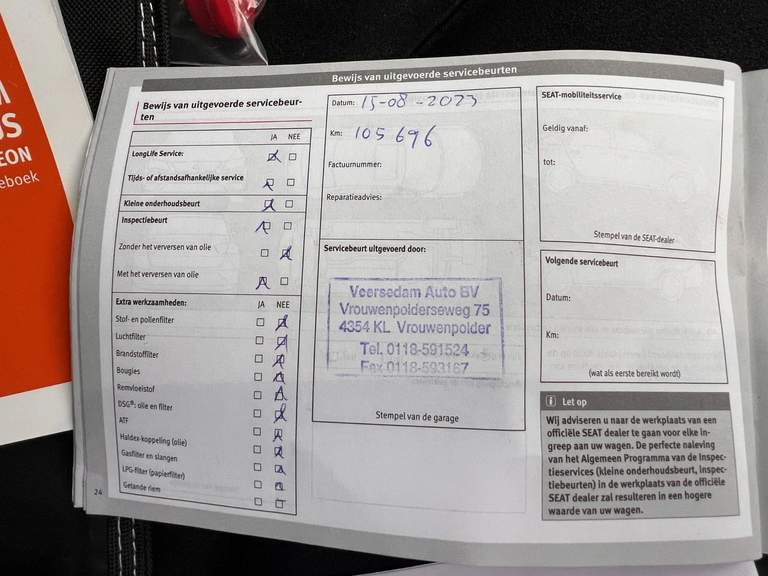 M
US
EON
eboek
Bewijs van uitgevoerde servicebeurten
Bewijs van uitgevoerde servicebeur-
ten
JA NEE
LongLife Service:
Tijds- of afstandsafhankelijke service
Kleine onderhoudsbeurt
Inspectiebeurt
Zonder het verversen van olie
Met het verversen van olie
Extra werkzaamheden: JA NEE
Stof- en pollenfilter
Luchtfilter
Brandstoffilter
Bougies
Remvloeistof
DSG®: olie en filter
ATF
Haldex-koppeling (olie)
Gasfilter en slangen
LPG-filter (papierfilter)
Getande riem
24
Datum: 15-08-2023
Km: 105 696
Factuurnummer:
Reparatieadvies:
Servicebeurt uitgevoerd door:
Veersedam Auto BV
Vrouwenpolderseweg 75
4354 KL Vrouwenpolder
Tel. 0118-591524
Fax 0118-593167
Stempel van de garage
SEAT-mobiliteitsservice
Geldig vanaf:
tot:
Stempel van de SEAT-dealer
Volgende servicebeurt
Datum:
Km:
(wat als eerste bereikt wordt)
i Let op
Wij adviseren u naar de werkplaats van een
officiële SEAT dealer te gaan voor elke in-
greep aan uw wagen. De perfecte naleving
van het Algemeen Programma van de Inspec-
tieservices (kleine onderhoudsbeurt, inspec-
tiebeurten) in de werkplaats van de officiële
SEAT dealer zal resulteren in een hogere
waarde van uw wagen.